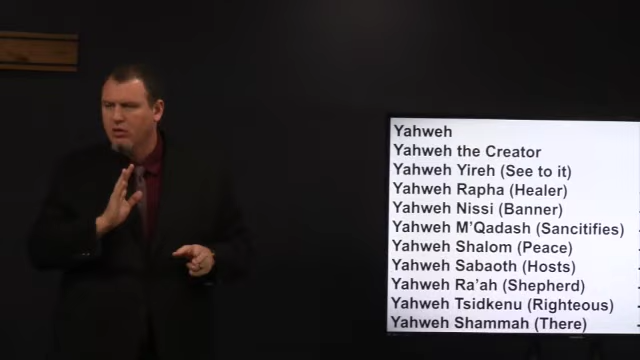 Yahweh
Yahweh the Creator
Yahweh Yireh (See to it)
Yahweh Rapha (Healer)
Yahweh Nissi (Banner)
Yahweh M'Qadash (Sancitifies)
Yahweh Shalom (Peace)
Yahweh Sabaoth (Hosts)
Yahweh Ra'ah (Shepherd)
Yahweh Tsidkenu (Righteous)
Yahweh Shammah (There)